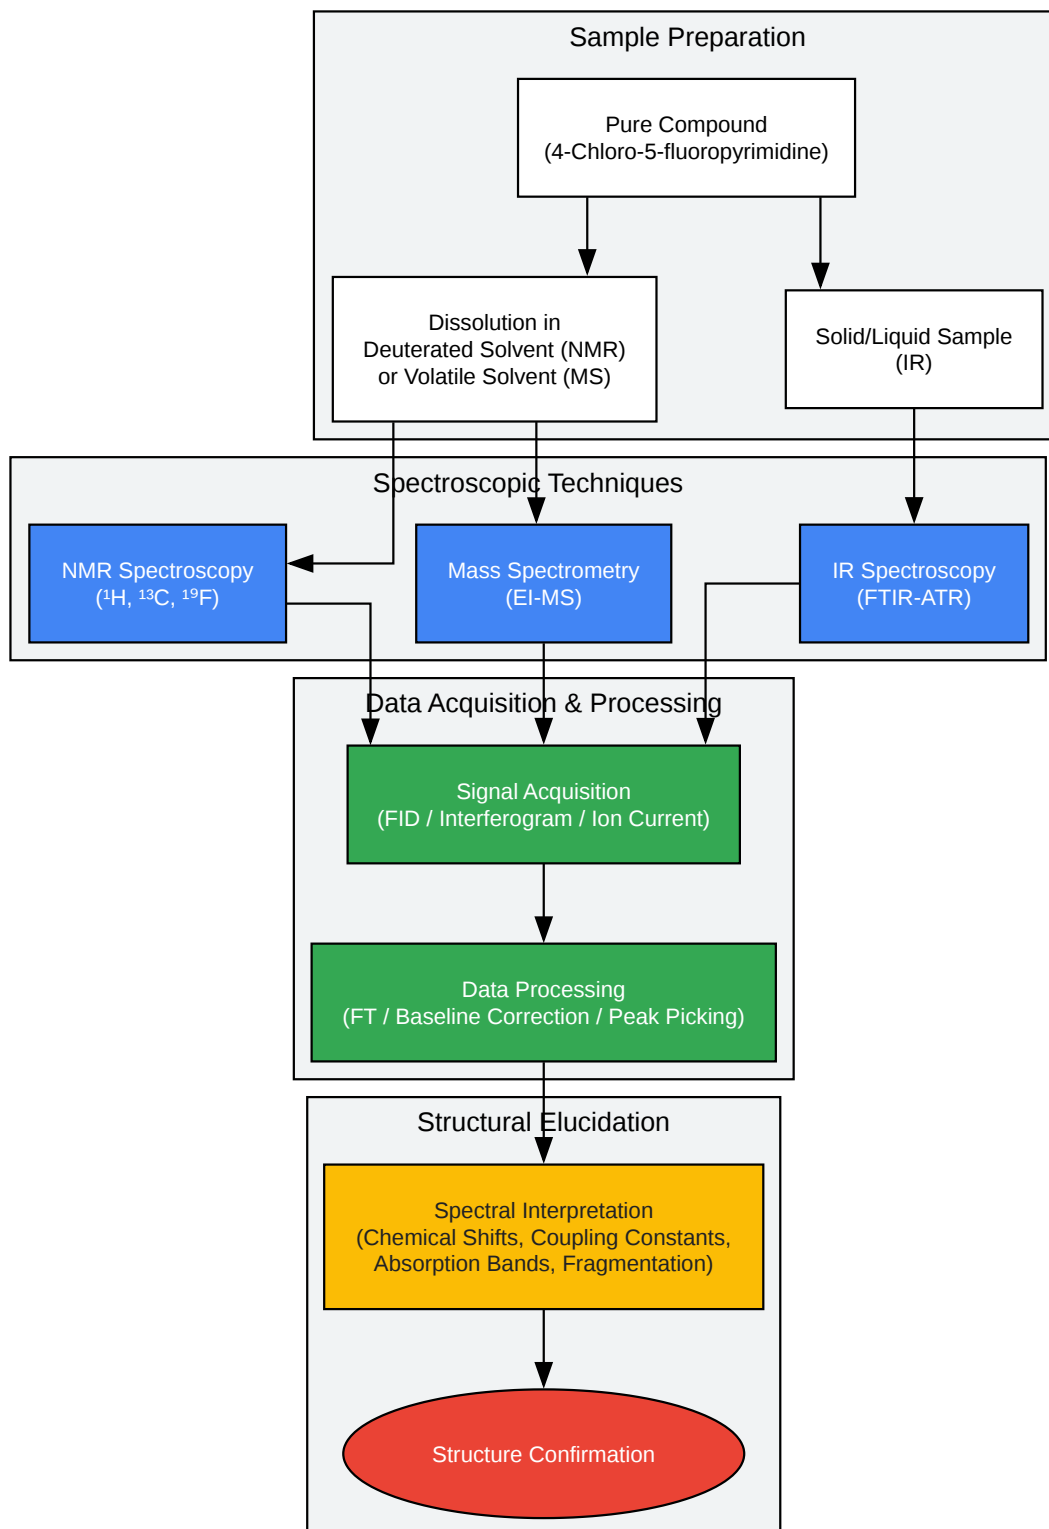 Sample Preparation
Pure Compound
(4-Chloro-5-fluoropyrimidine)
Dissolution in
Deuterated Solvent (NMR)
or Volatile Solvent (MS)
Solid/Liquid Sample
(IR)
Spectroscopic Techniques
NMR Spectroscopy
(¹H, ¹³C, ¹⁹F)
Mass Spectrometry
(EI-MS)
IR Spectroscopy
(FTIR-ATR)
Data Acquisition & Processing
Signal Acquisition
(FID / Interferogram / Ion Current)
Data Processing
(FT / Baseline Correction / Peak Picking)
Structural Elucidation
Spectral Interpretation
(Chemical Shifts, Coupling Constants,
Absorption Bands, Fragmentation)
Structure Confirmation